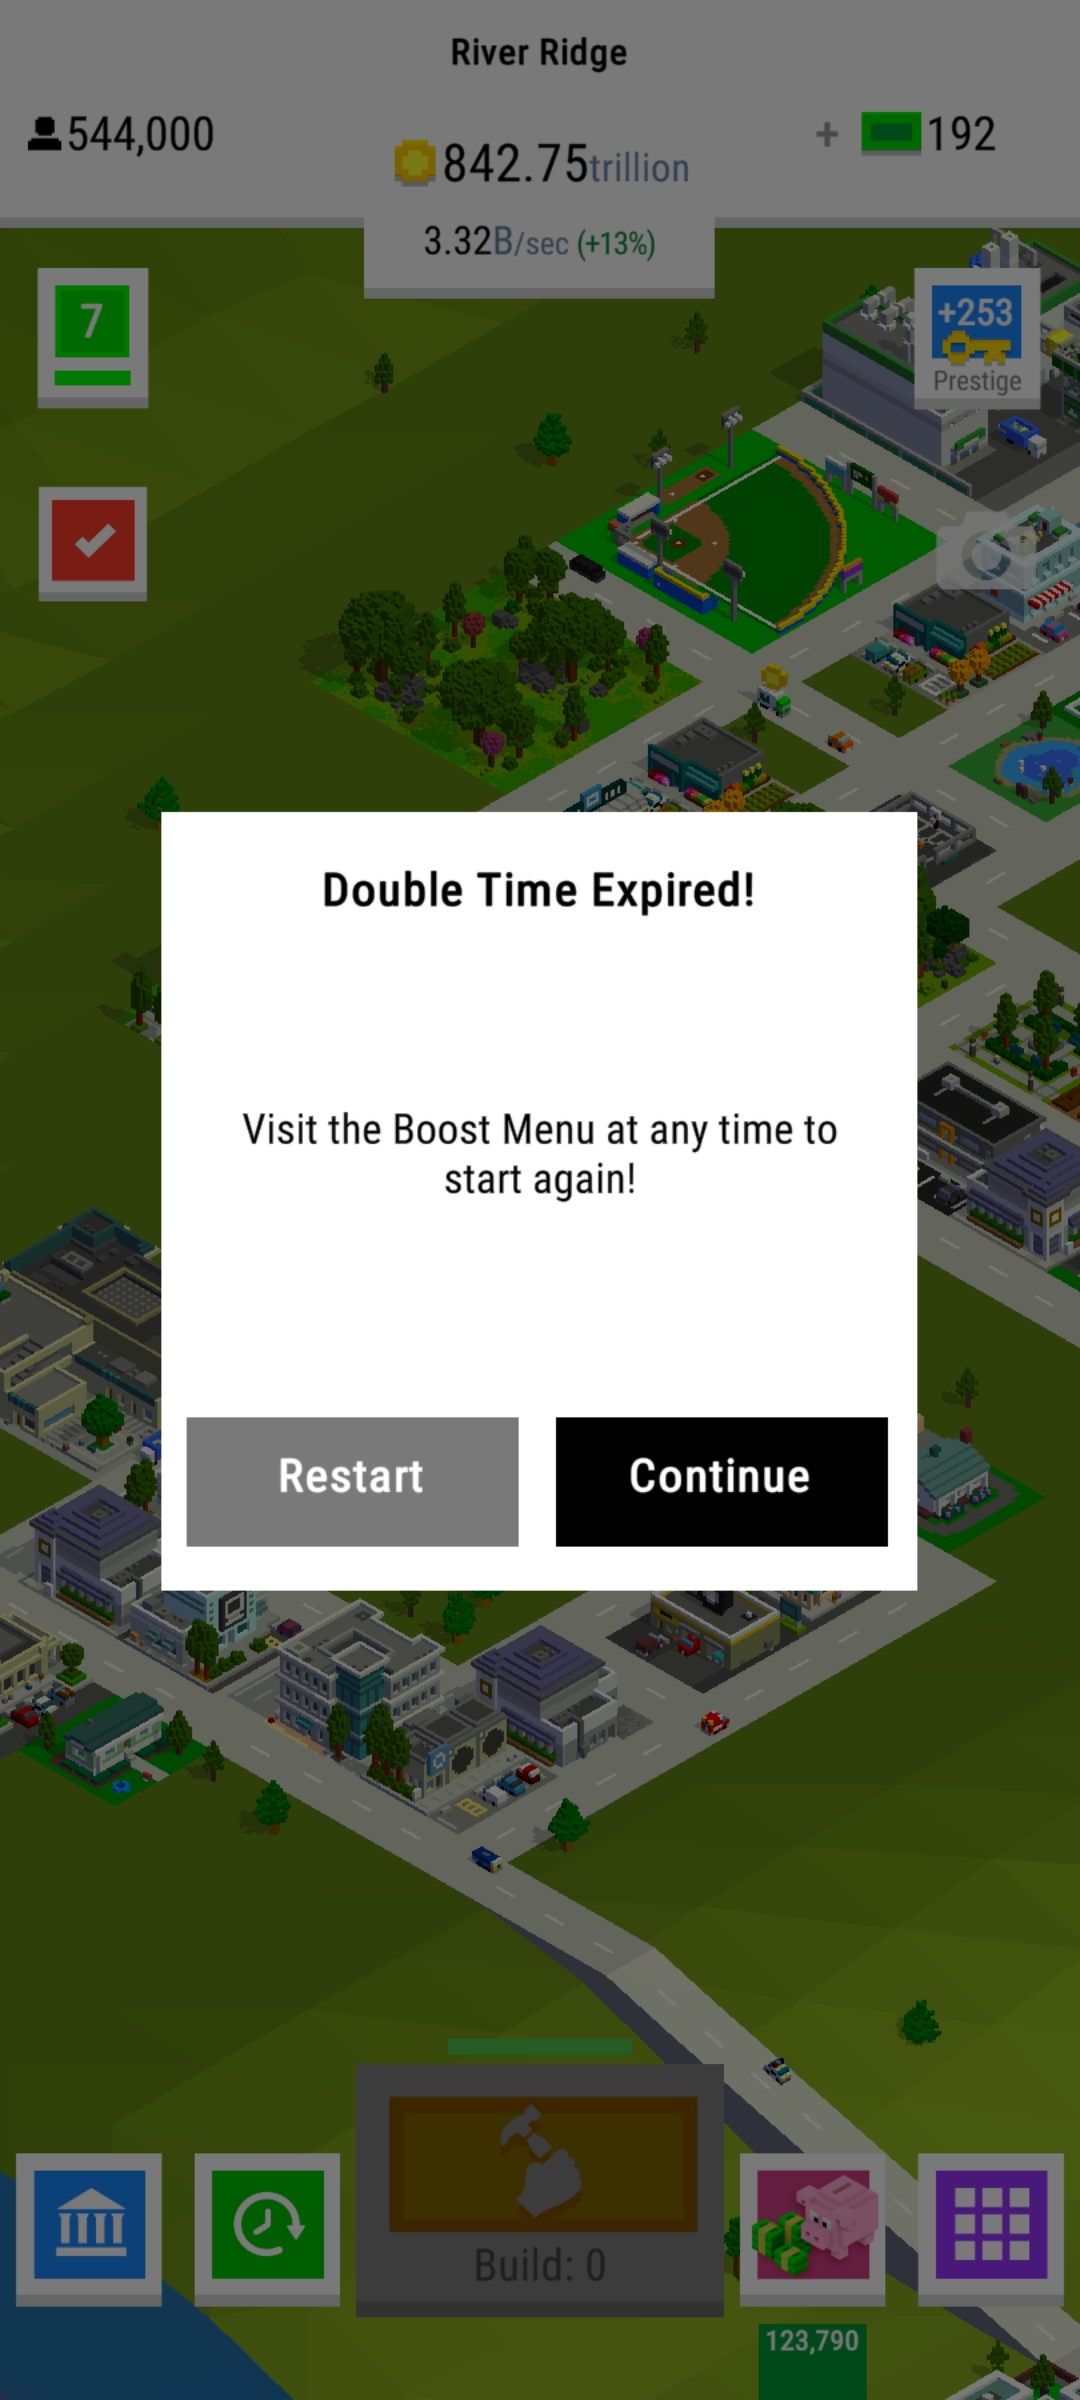 River Ridge
544,000
842.75trillion
+ 192
3.32B/sec (+13%)
7
+253
Prestige
Double Time Expired!
Visit the Boost Menu at any time to
start again!
Restart
Continue
Build: 0
123,790